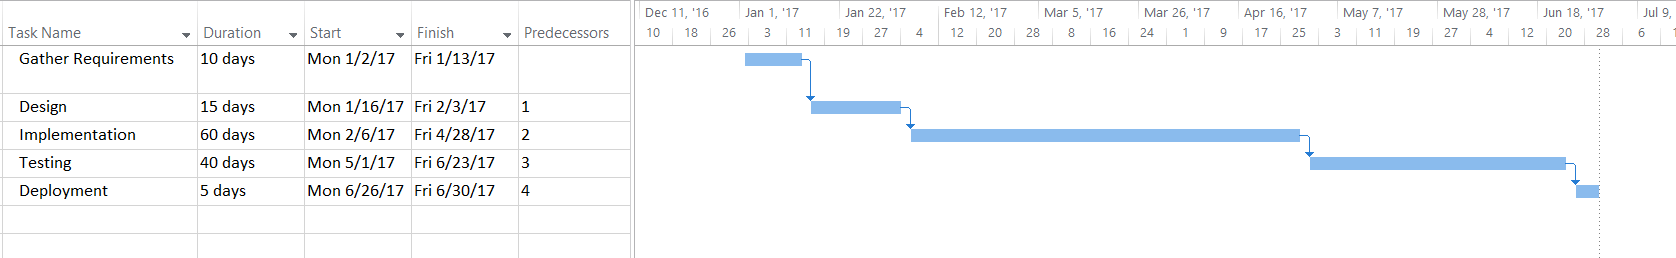 Dec 11, '16 Jan 1, '17 Jan 22, '17 Feb 12, '17 Mar 5, '17 Mar 26, '17 Apr 16, '17 May 7, '17 May 28, '17 Jun 18, '17 Jul 9,
Task Name Duration Start Finish Predecessors 10 18 26 3 11 19 27 4 12 20 28 8 16 24 1 9 17 25 3 11 19 27 4 12 20 28 6
Gather Requirements 10 days Mon 1/2/17 Fri 1/13/17
Design 15 days Mon 1/16/17 Fri 2/3/17 1
Implementation 60 days Mon 2/6/17 Fri 4/28/17 2
Testing 40 days Mon 5/1/17 Fri 6/23/17 3
Deployment 5 days Mon 6/26/17 Fri 6/30/17 4